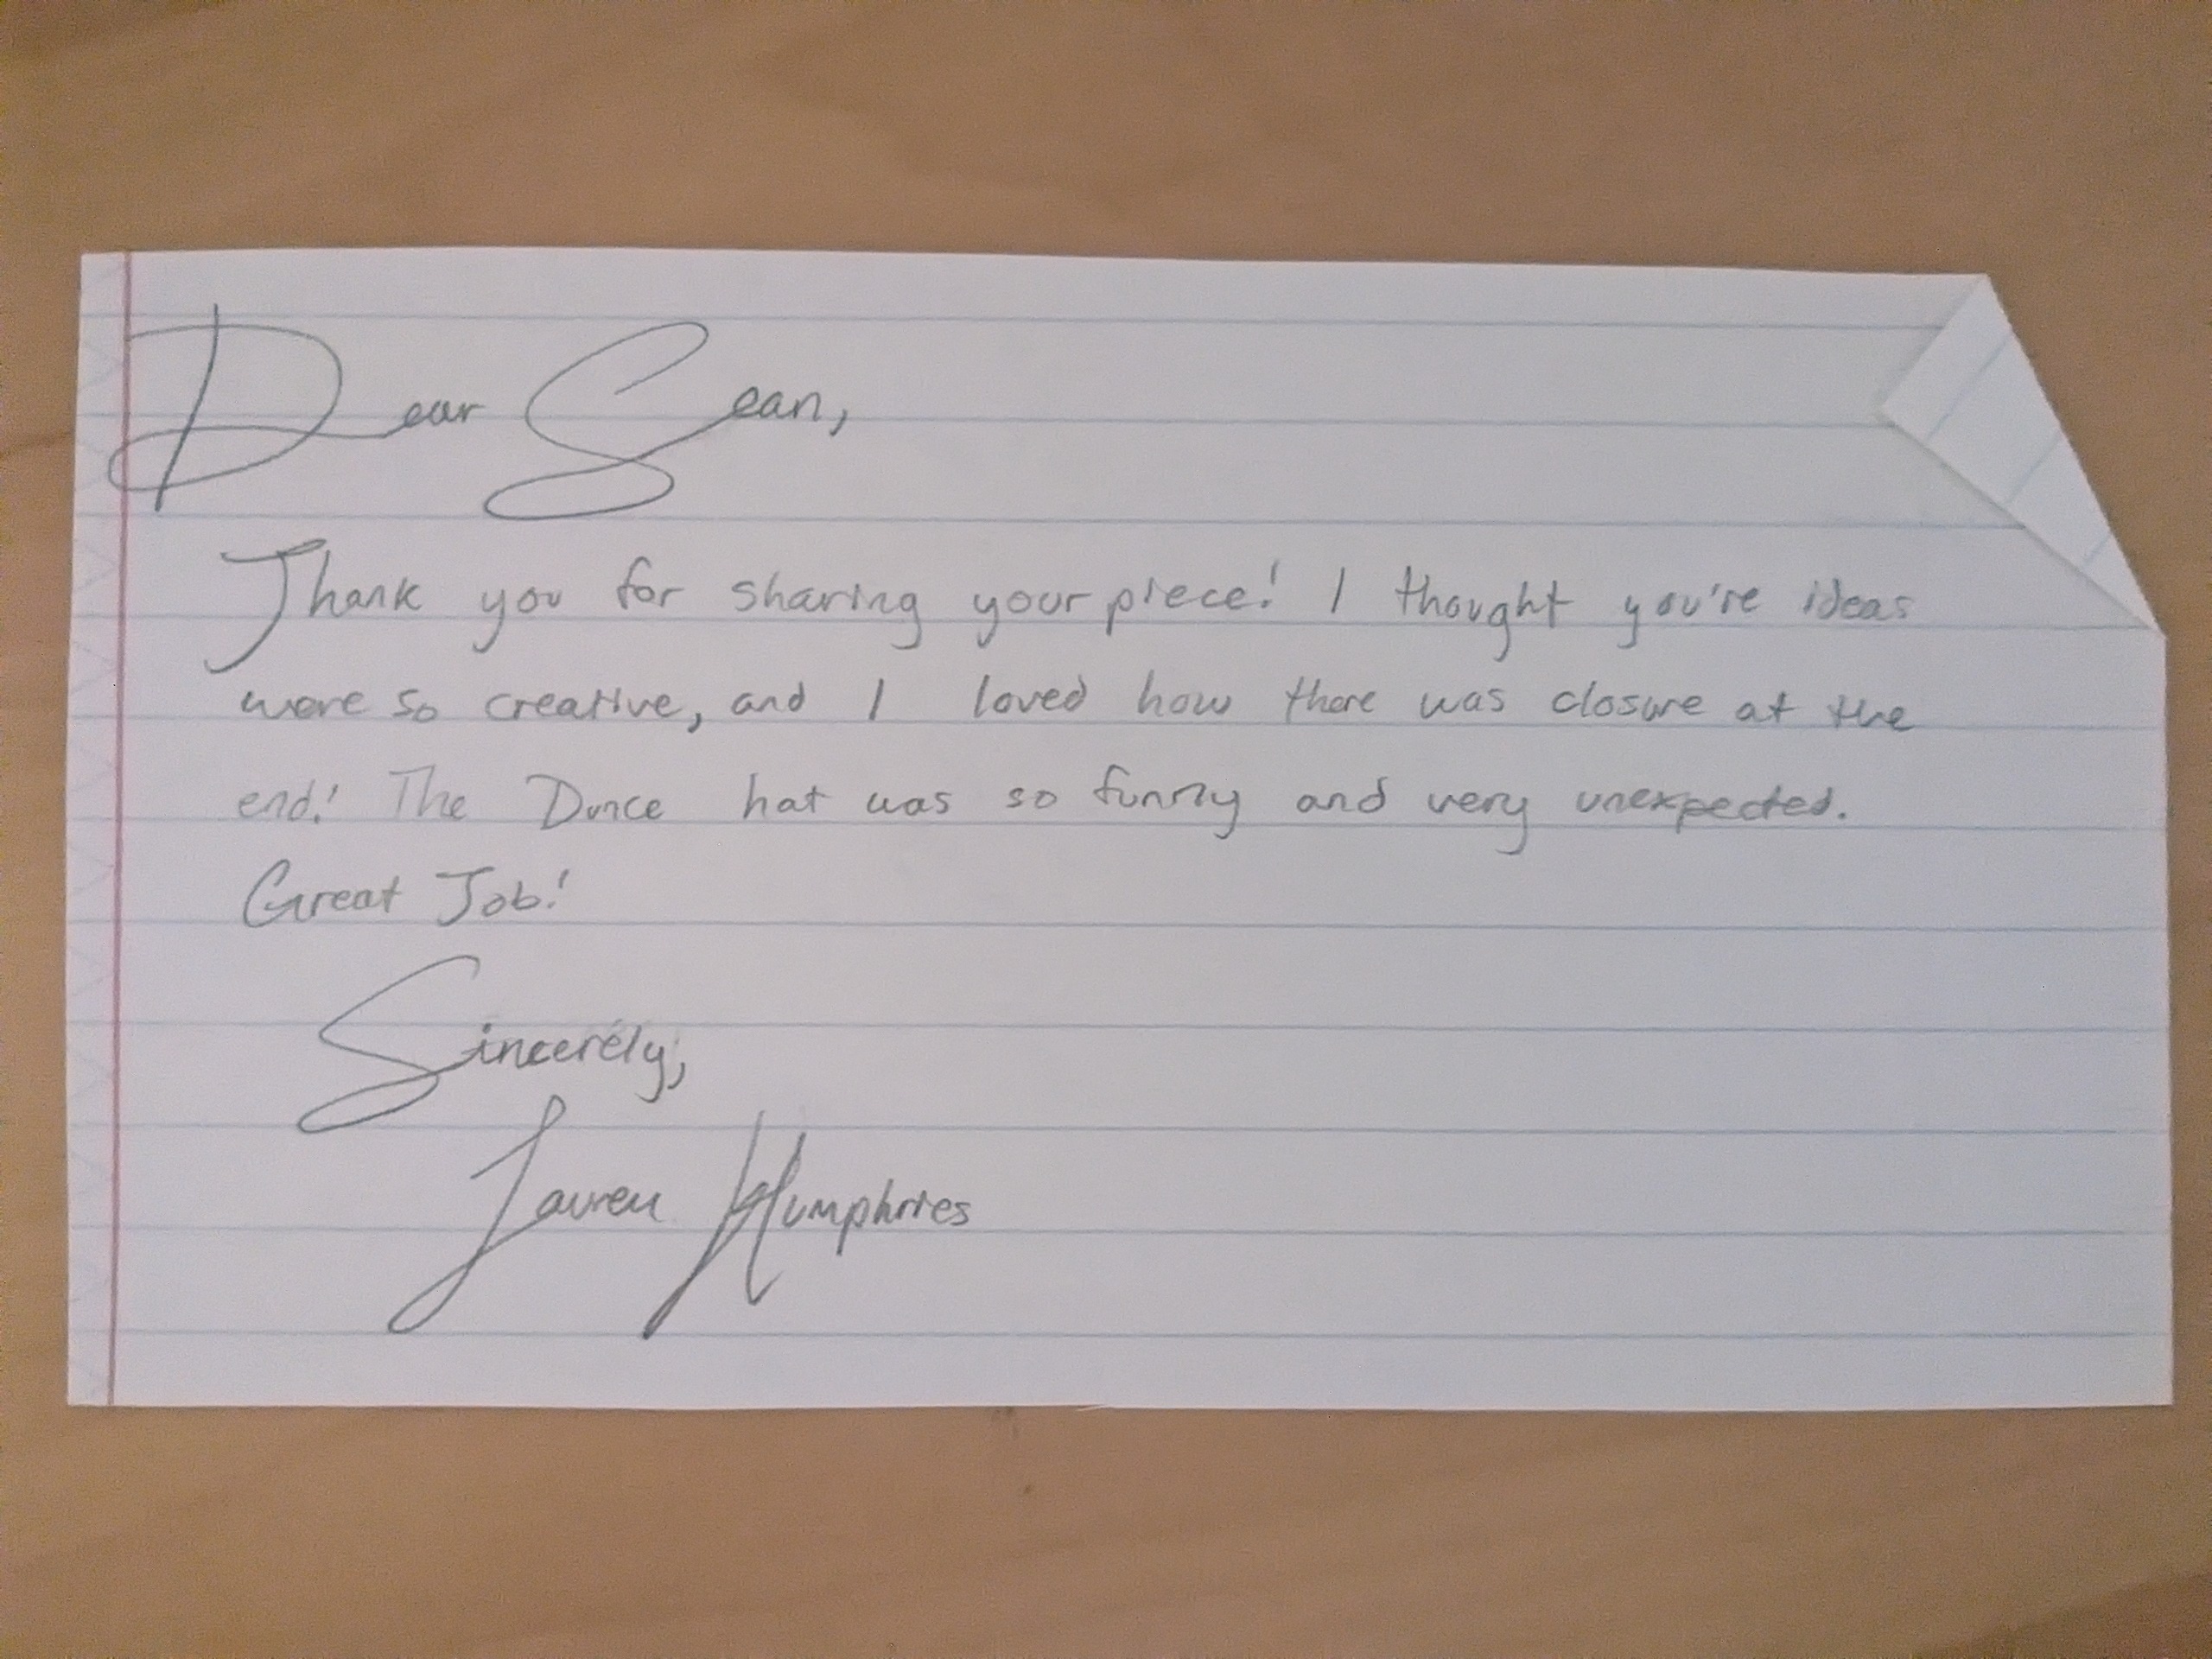 Dear Sean,
Thank you for sharing your piece! I thought you're ideas
were so creative, and I loved how there was closure at the
end! The Dunce hat was so funny and very unexpected.
Great Job!
Sincerely,
Lauren Humphries